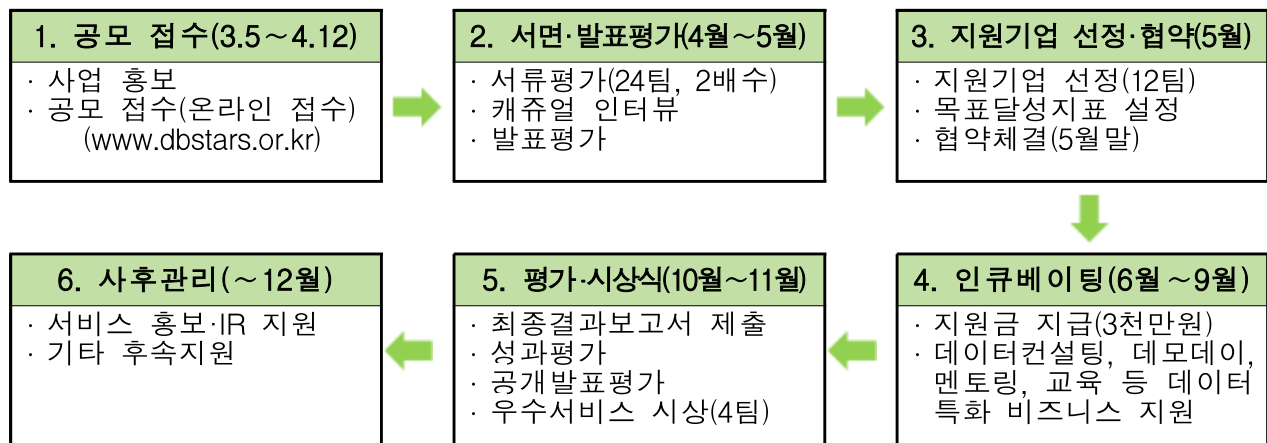 1. 공모 접수(3.5～4.12)
· 사업 홍보
· 공모 접수(온라인 접수)
(www.dbstars.or.kr)
2. 서면·발표평가(4월～5월)
· 서류평가(24팀, 2배수)
· 캐쥬얼 인터뷰
· 발표평가
3. 지원기업 선정·협약(5월)
· 지원기업 선정(12팀)
· 목표달성지표 설정
· 협약체결(5월말)
4. 인큐베이팅(6월～9월)
· 지원금 지급(3천만원)
· 데이터컨설팅, 데모데이,
멘토링, 교육 등 데이터
특화 비즈니스 지원
5. 평가·시상식(10월～11월)
· 최종결과보고서 제출
· 성과평가
· 공개발표평가
· 우수서비스 시상(4팀)
6. 사후관리(～12월)
· 서비스 홍보·IR 지원
· 기타 후속지원